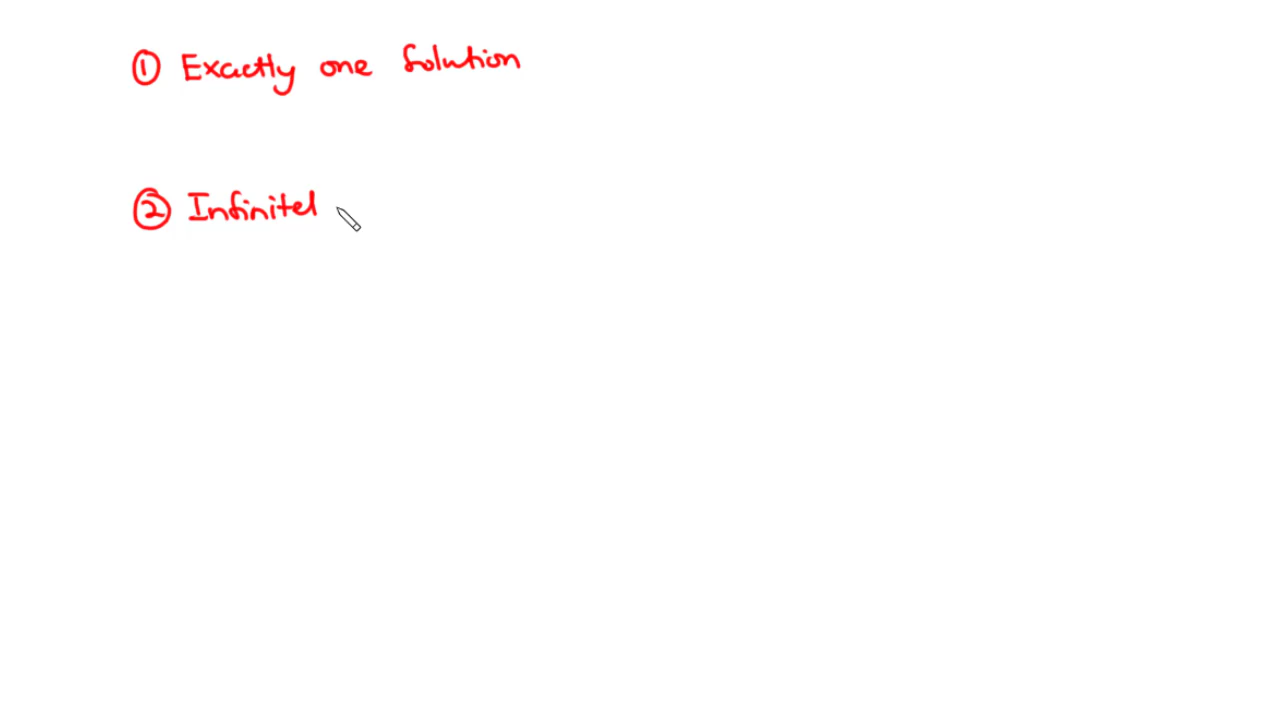 ① Exactly one Solution
② Infinitel